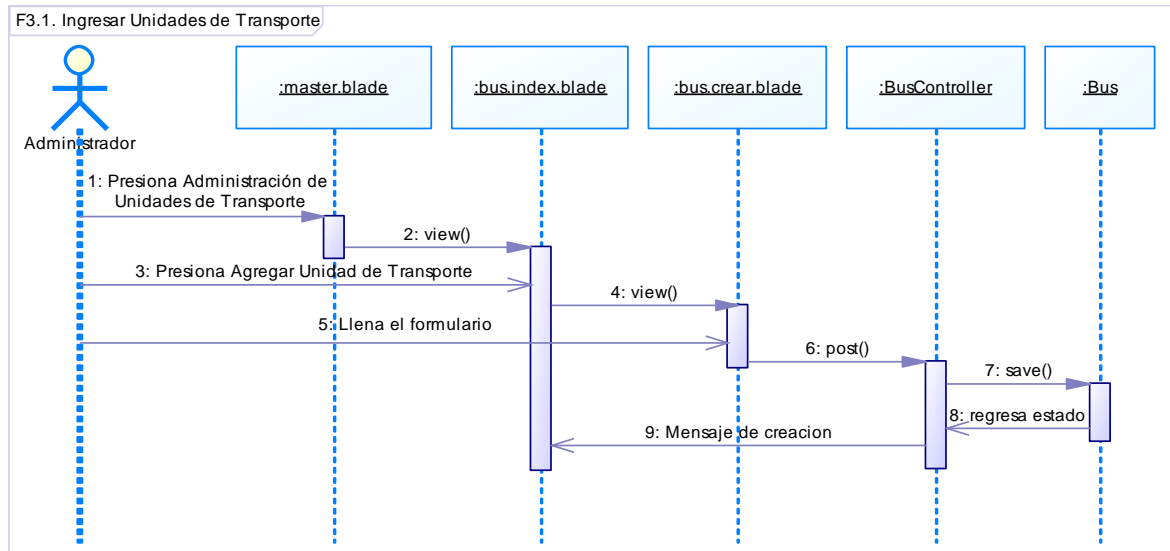 F3.1. Ingresar Unidades de Transporte
:master.blade
:bus.index.blade
:bus.crear.blade
:BusController
:Bus
Administrador
1: Presiona Administración de
Unidades de Transporte
2: view()
3: Presiona Agregar Unidad de Transporte
4: view()
5: Llena el formulario
6: post()
7: save()
8: regresa estado
9: Mensaje de creacion